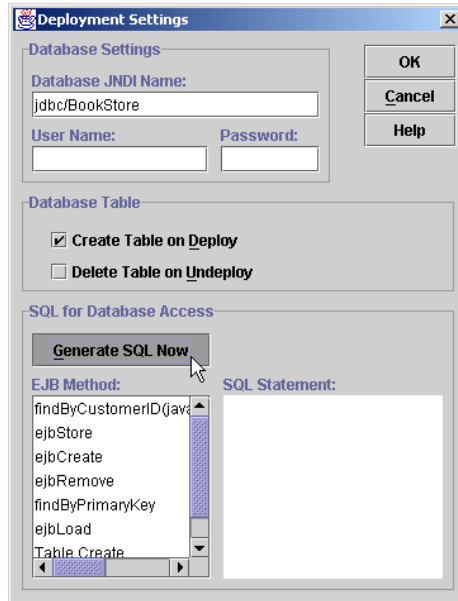 Deployment Settings
Database Settings
OK
Database JNDI Name:
jdbc/BookStore
Cancel
User Name:
Password:
Help
Database Table
Create Table on Deploy
Delete Table on Undeploy
SQL for Database Access
Generate SQL Now
EJB Method:
SQL Statement:
findByCustomerID(java
ejbStore
ejbCreate
ejbRemove
findByPrimaryKey
ejbLoad
Table Create